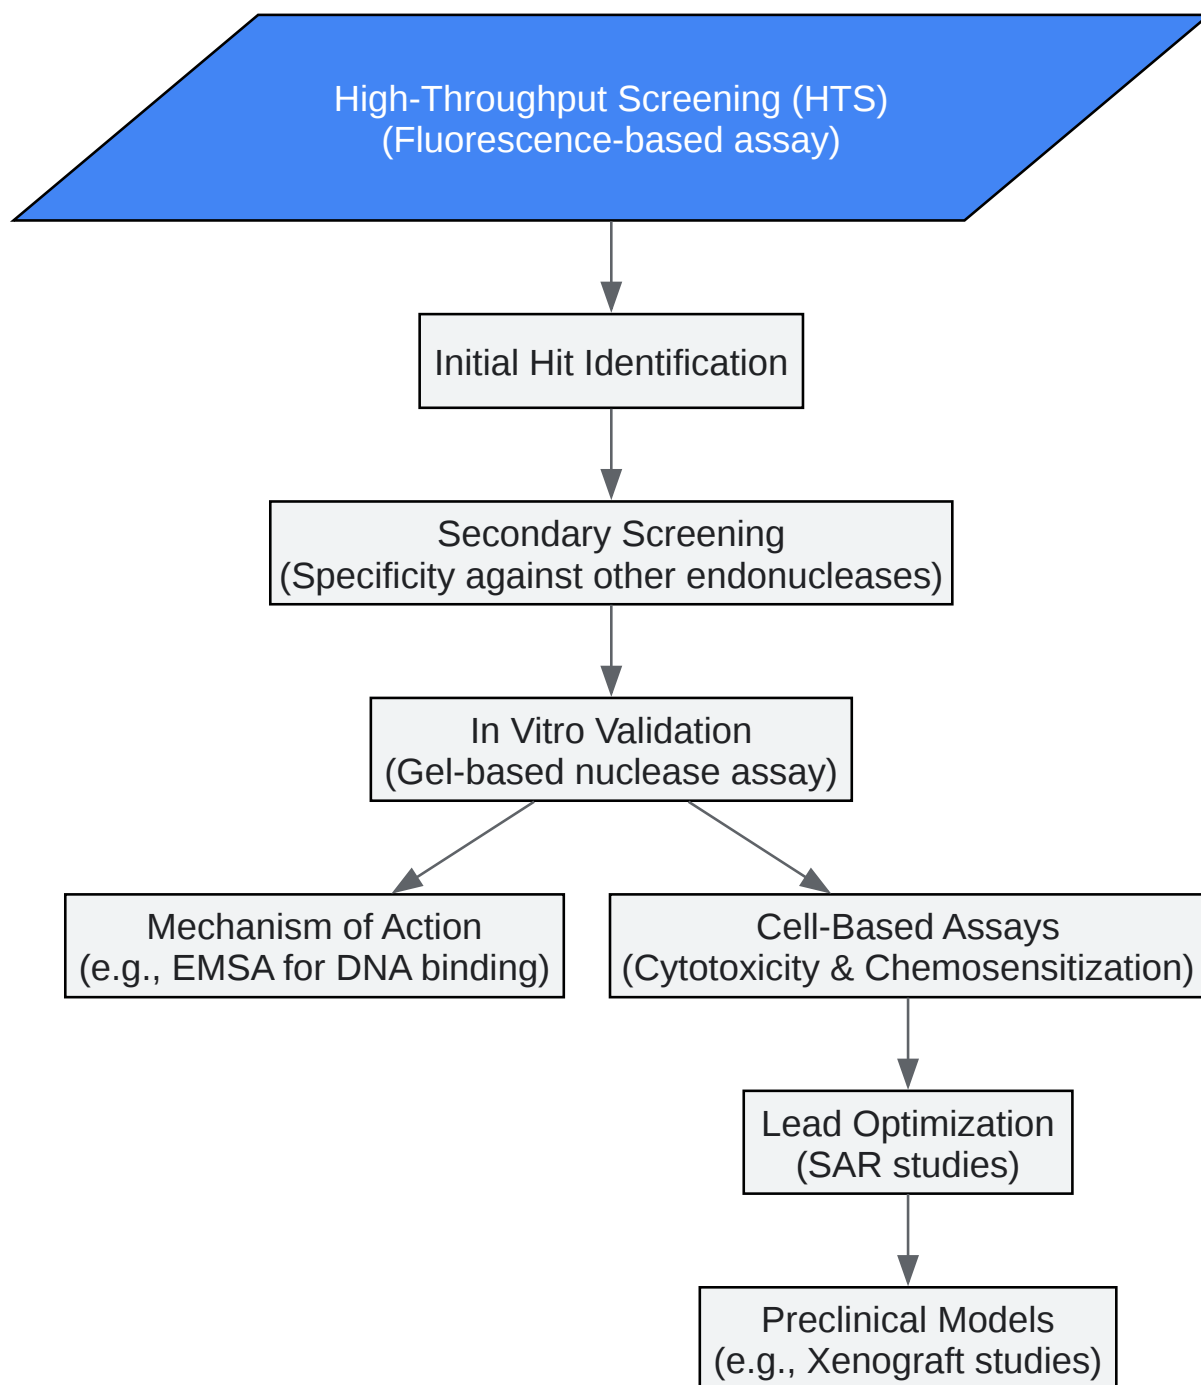 High-Throughput Screening (HTS)
(Fluorescence-based assay)
Initial Hit Identification
Secondary Screening
(Specificity against other endonucleases)
In Vitro Validation
(Gel-based nuclease assay)
Mechanism of Action
(e.g., EMSA for DNA binding)
Cell-Based Assays
(Cytotoxicity & Chemosensitization)
Lead Optimization
(SAR studies)
Preclinical Models
(e.g., Xenograft studies)